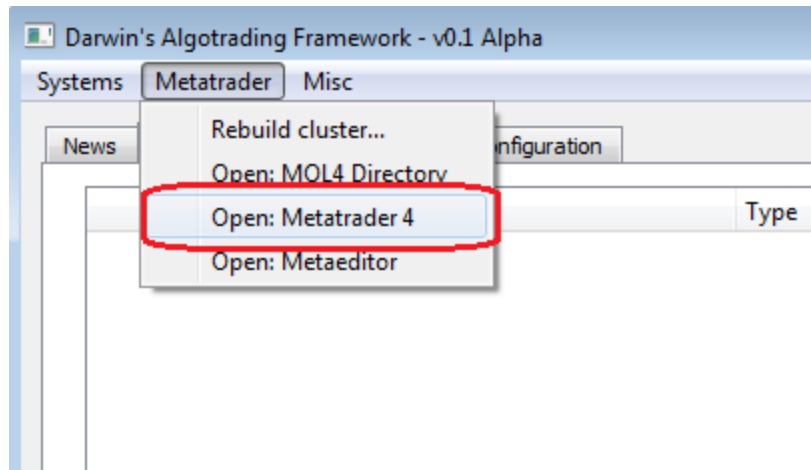 Darwin's Algotrading Framework - v0.1 Alpha
Systems Metatrader Misc
Rebuild cluster...
News nfiguration
Open: MQL4 Directory
Open: Metatrader 4
Type
Open: Metaeditor